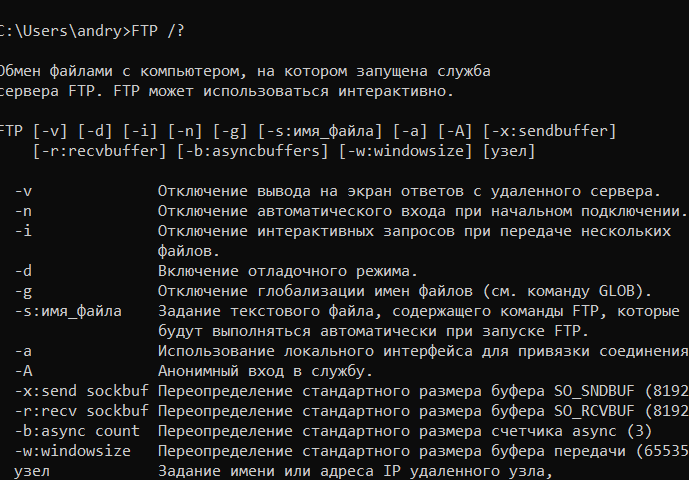 C:\Users\andry>FTP /?
Обмен файлами с компьютером, на котором запущена служба
сервера FTP. FTP может использоваться интерактивно.
FTP [-v] [-d] [-i] [-n] [-g] [-s:имя_файла] [-a] [-A] [-x:sendbuffer]
[-r:recvbuffer] [-b:asyncbuffers] [-w:windowsize] [узел]
-v Отключение вывода на экран ответов с удаленного сервера.
-n Отключение автоматического входа при начальном подключении.
-i Отключение интерактивных запросов при передаче нескольких
файлов.
-d Включение отладочного режима.
-g Отключение глобализации имен файлов (см. команду GLOB).
-s:имя_файла Задание текстового файла, содержащего команды FTP, которые
будут выполняться автоматически при запуске FTP.
-a Использование локального интерфейса для привязки соединения
-A Анонимный вход в службу.
-x:send sockbuf Переопределение стандартного размера буфера SO_SNDBUF (8192
-r:recv sockbuf Переопределение стандартного размера буфера SO_RCVBUF (8192
-b:async count Переопределение стандартного размера счетчика async (3)
-w:windowsize Переопределение стандартного размера буфера передачи (65535
узел Задание имени или адреса IP удаленного узла,